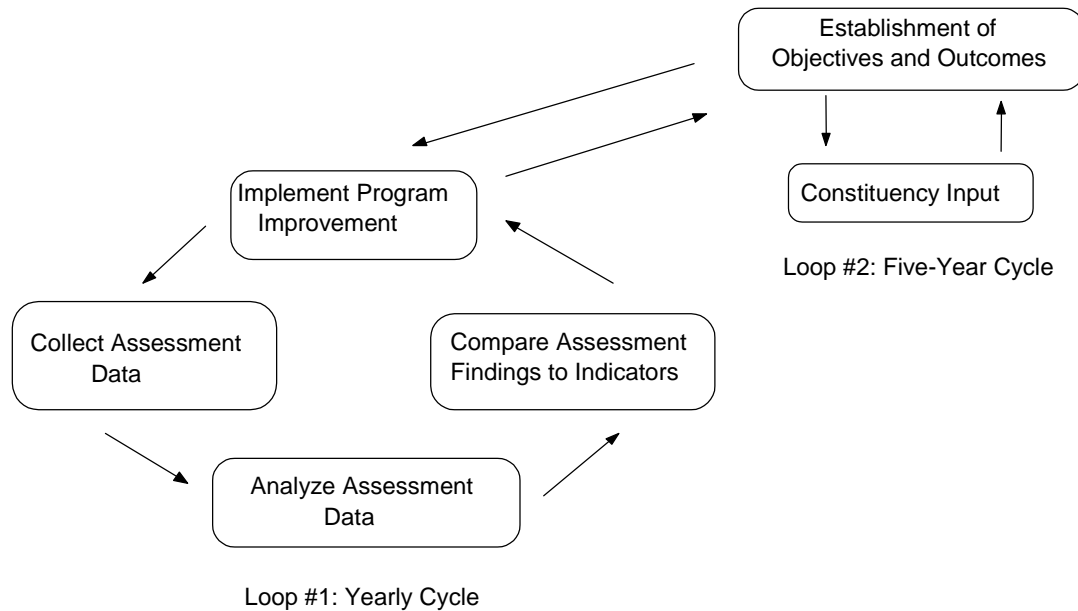 Establishment of
Objectives and Outcomes
Implement Program
Improvement
Constituency Input
Loop #2: Five-Year Cycle
Collect Assessment
Data
Compare Assessment
Findings to Indicators
Analyze Assessment
Data
Loop #1: Yearly Cycle